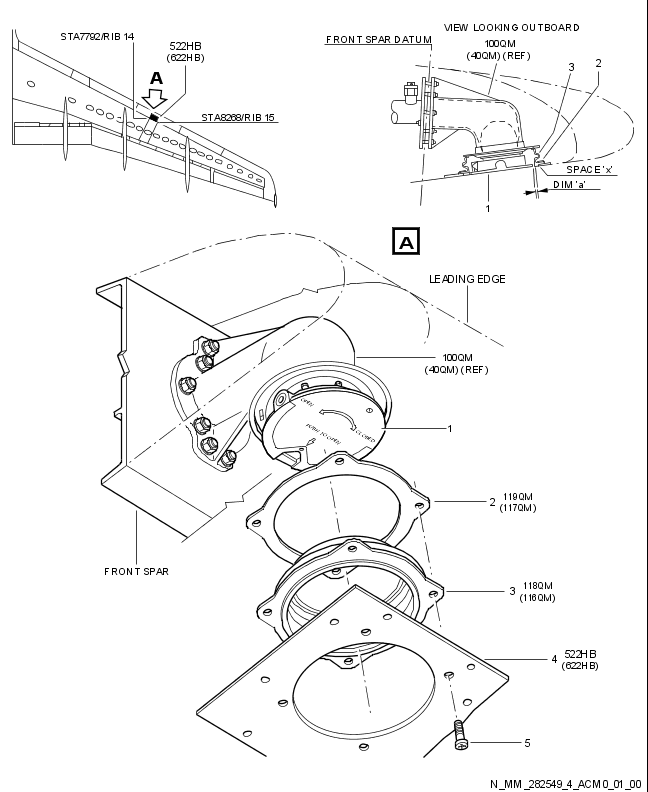 STA7792/RIB 14
522HB
(622HB)
A
STA8268/RIB 15
VIEW LOOKING OUTBOARD
FRONT SPAR DATUM
100QM
(40QM) (REF)
3
2
SPACE 'x'
DIM 'a'
1
A
LEADING EDGE
100QM
(40QM) (REF)
OPEN
CLOSED
PUSH TO OPEN
1
2 119QM
(117QM)
FRONT SPAR
3 118QM
(116QM)
4 522HB
(622HB)
5
N_MM_282549_4_ACM0_01_00